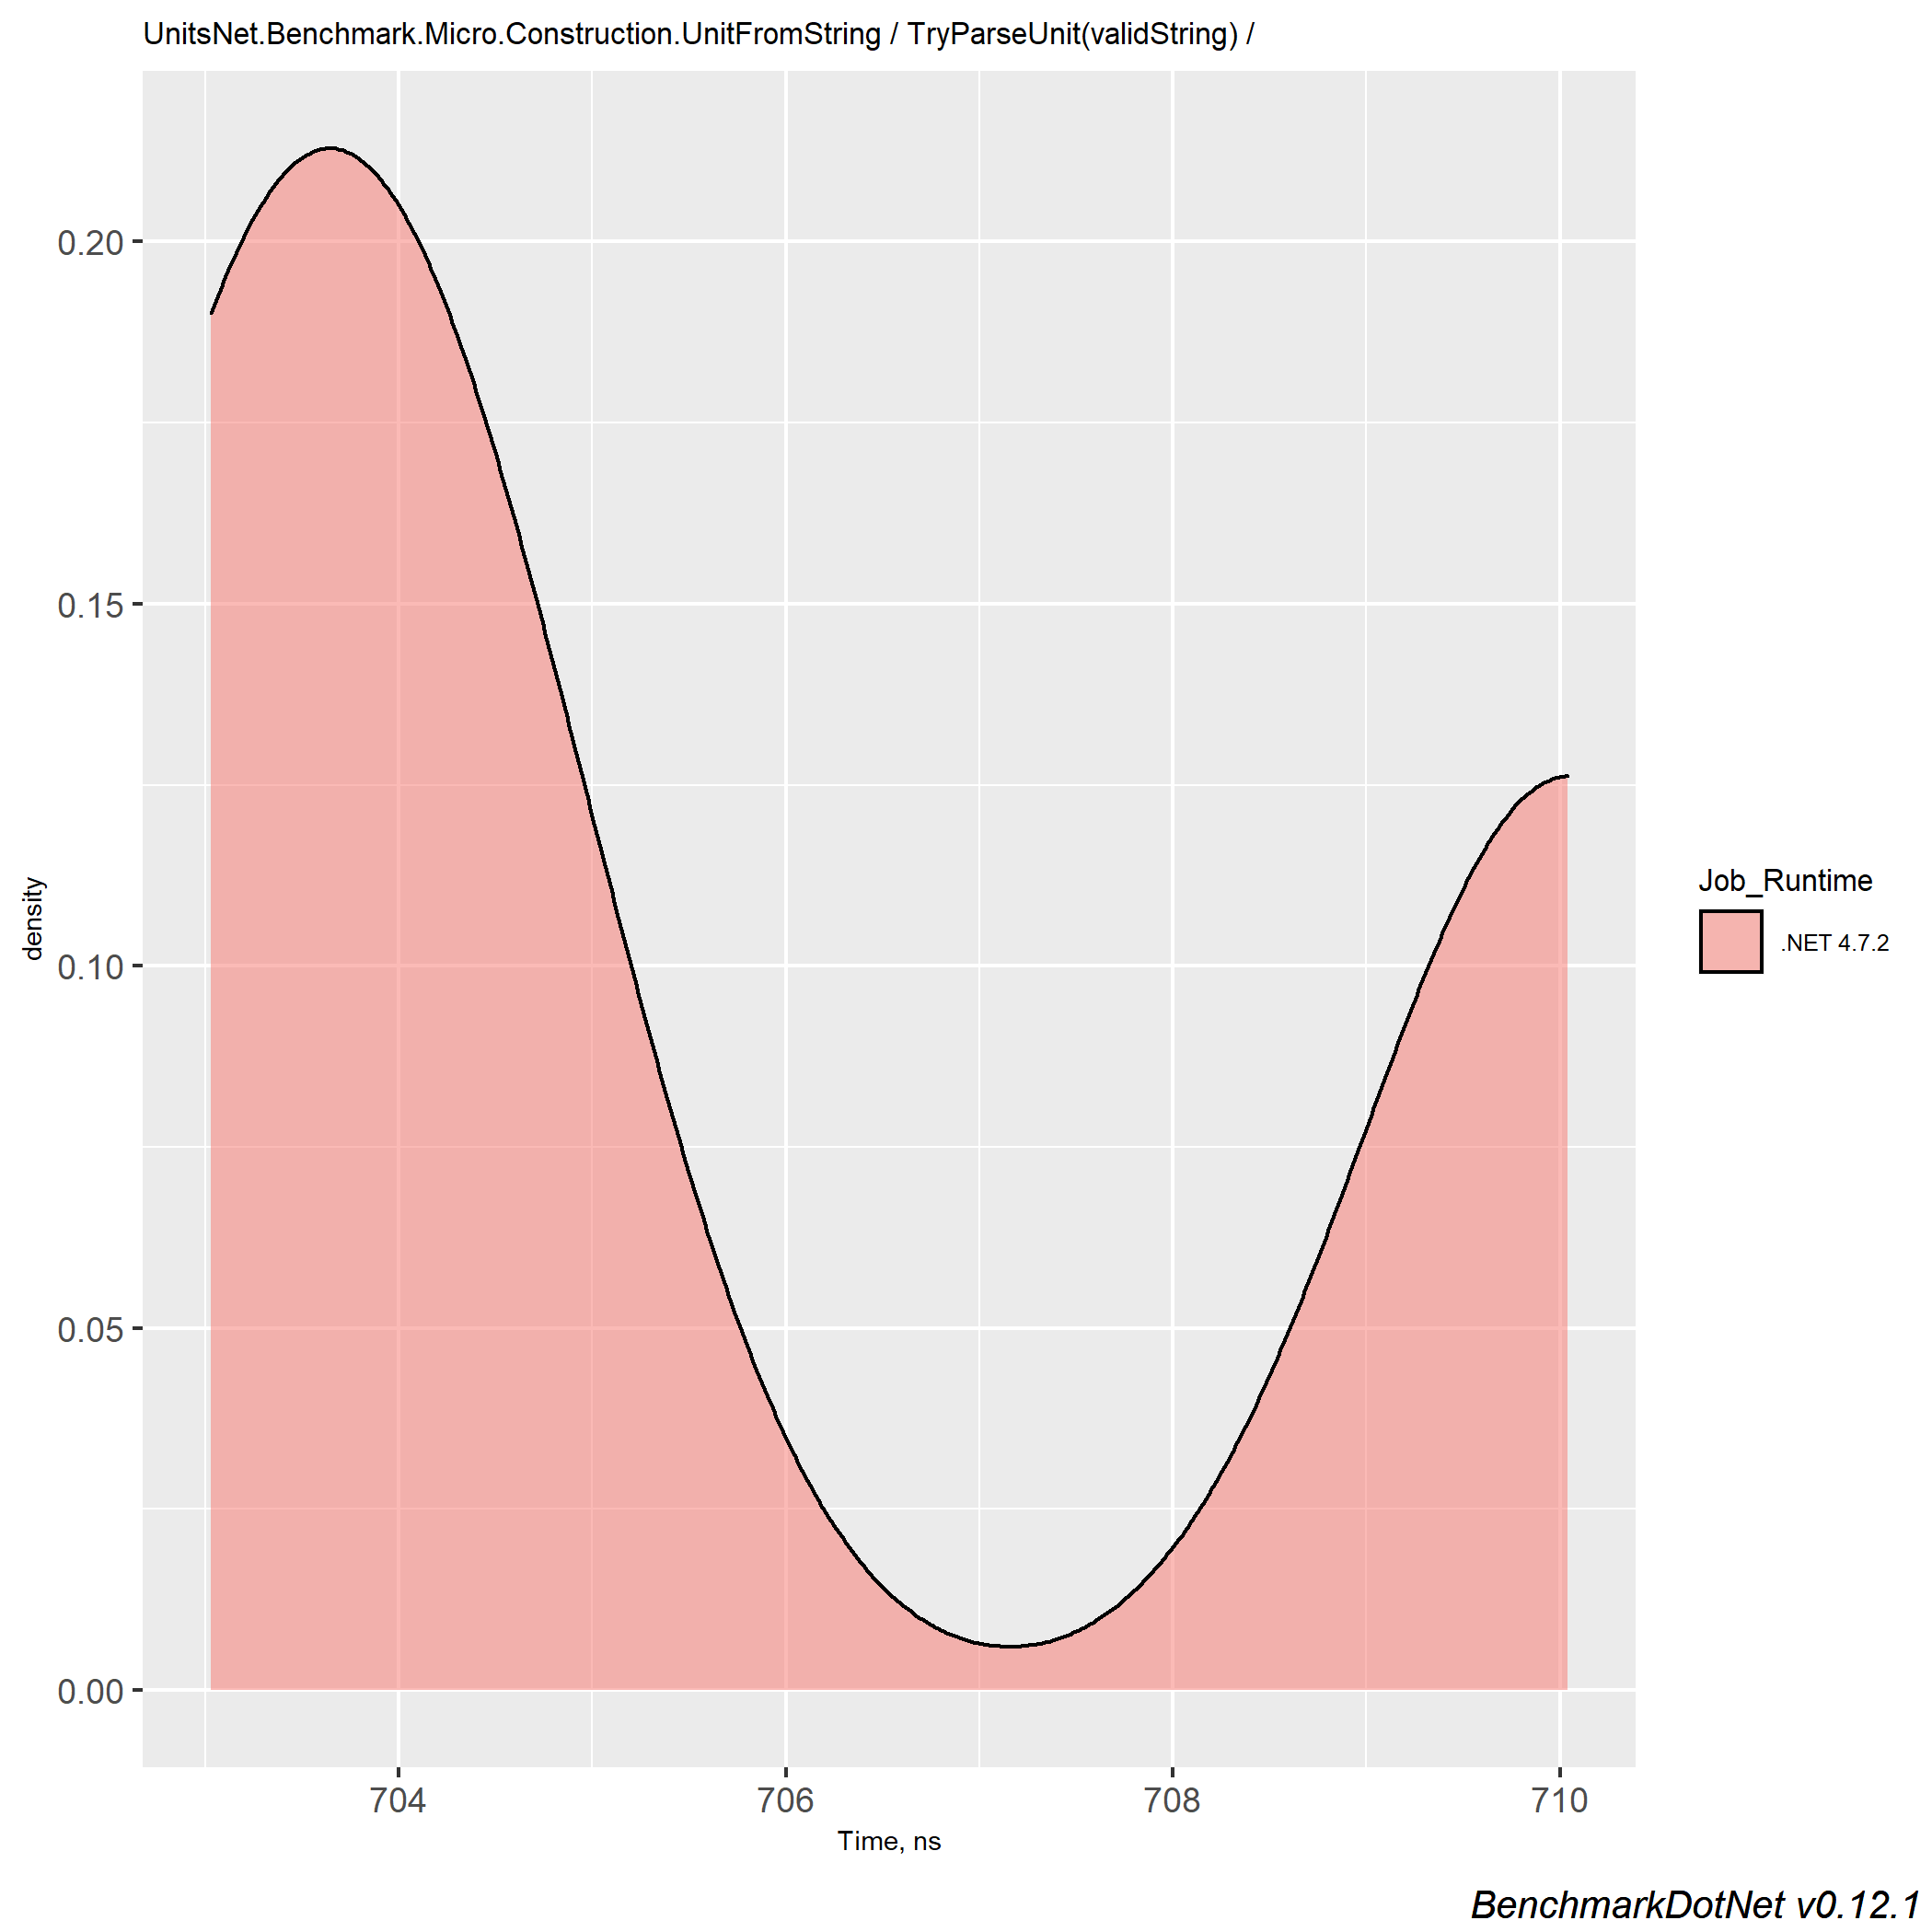 UnitsNet.Benchmark.Micro.Construction.UnitFromString / TryParseUnit(validString) /
0.20
0.15
0.10
0.05
0.00
density
704
706
708
710
Time, ns
Job_Runtime
.NET 4.7.2
BenchmarkDotNet v0.12.1